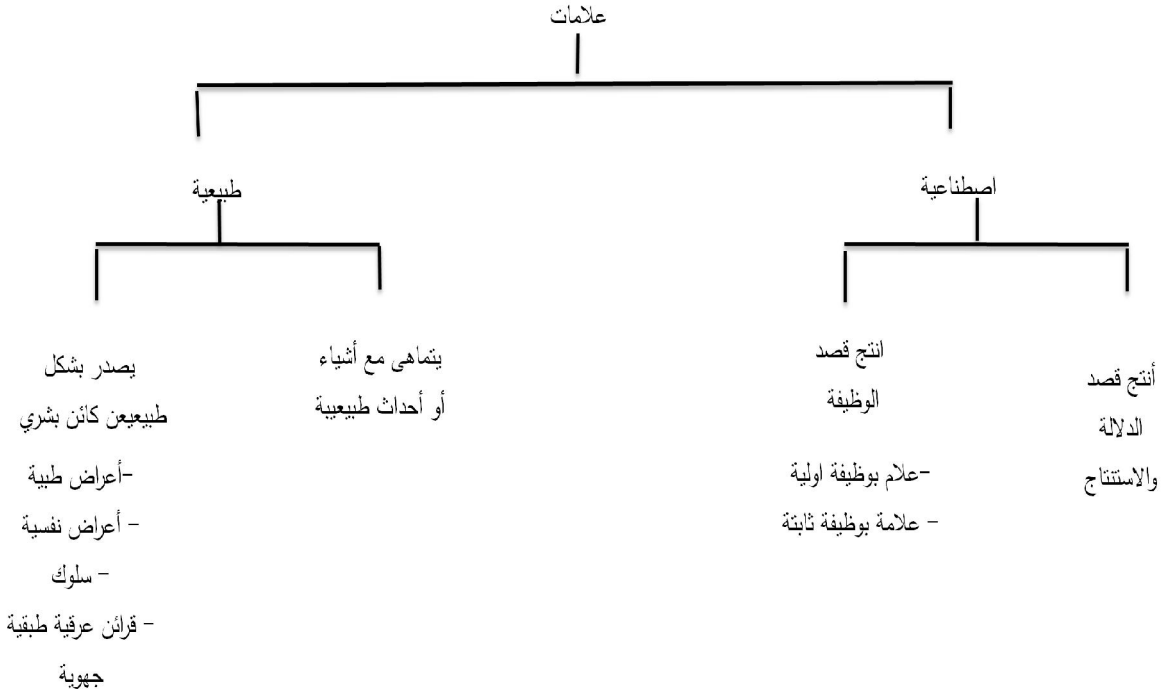 علامات
اصطناعية
طبيعية
أنتج قصد
الدلالة
والاستنتاج
انتج قصد
الوظيفة
-علام بوظيفة اولية
- علامة بوظيفة ثابتة
يتماهى مع أشياء
أو أحداث طبيعيية
يصدر بشكل
طبيعيعن كائن بشري
-أعراض طبية
- أعراض نفسية
- سلوك
- قرائن عرقية طبقية
جهوية